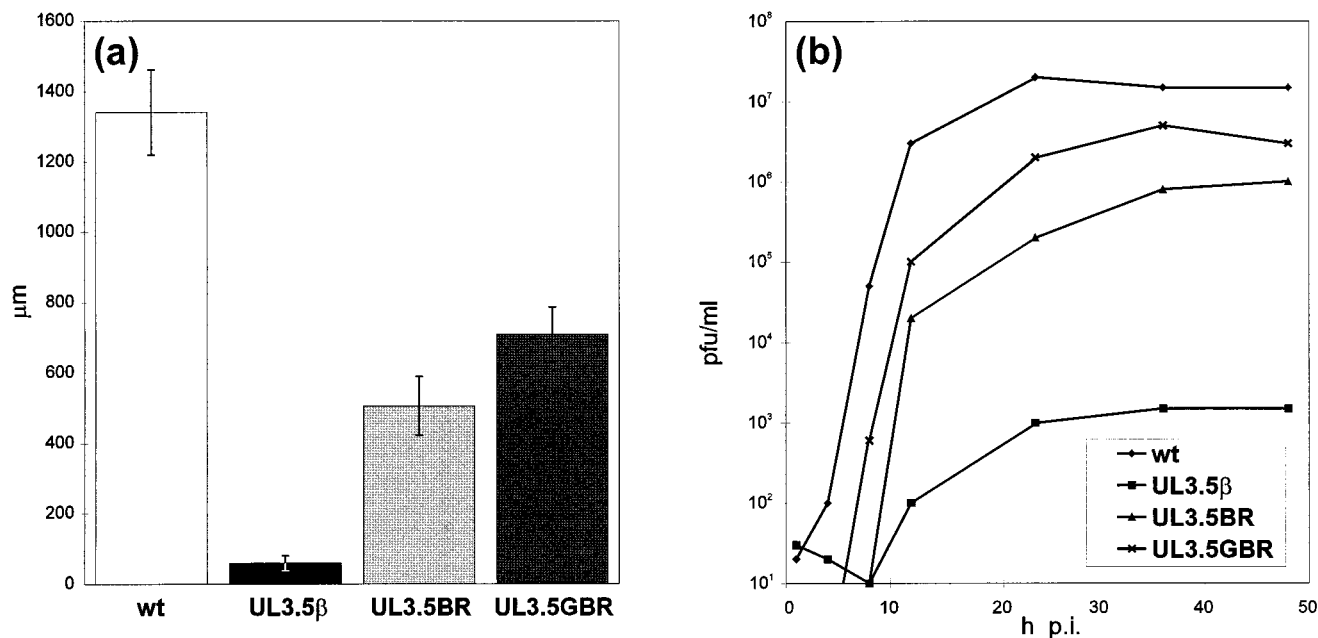 (a)
1600
1400
1200
1000
800
600
400
200
0
μm
wt
UL3.5β
UL3.5BR
UL3.5GBR
(b)
10⁸
10⁷
10⁶
10⁵
10⁴
10³
10²
10¹
pfu/ml
0
10
20
30
40
50
h p.i.
wt
UL3.5β
UL3.5BR
UL3.5GBR